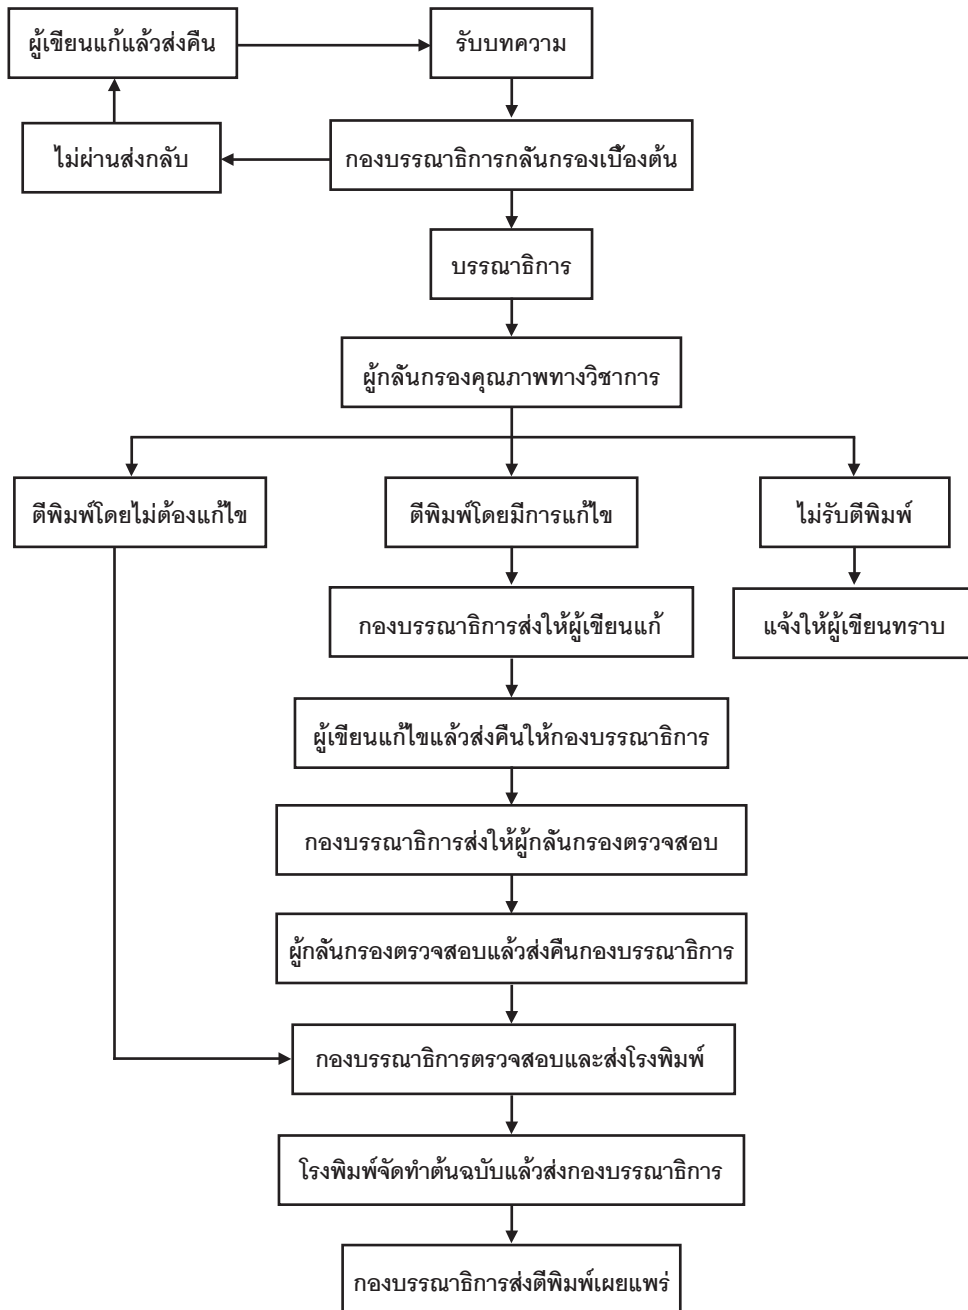 ผู้เขียนแก้แล้วส่งคืน
รับบทความ
ไม่ผ่านส่งกลับ
กองบรรณาธิการกลั่นกรองเบื้องต้น
บรรณาธิการ
ผู้กลั่นกรองคุณภาพทางวิชาการ
ตีพิมพ์โดยไม่ต้องแก้ไข
ตีพิมพ์โดยมีการแก้ไข
ไม่รับตีพิมพ์
กองบรรณาธิการส่งให้ผู้เขียนแก้
แจ้งให้ผู้เขียนทราบ
ผู้เขียนแก้ไขแล้วส่งคืนให้กองบรรณาธิการ
กองบรรณาธิการส่งให้ผู้กลั่นกรองตรวจสอบ
ผู้กลั่นกรองตรวจสอบแล้วส่งคืนกองบรรณาธิการ
กองบรรณาธิการตรวจสอบและส่งโรงพิมพ์
โรงพิมพ์จัดทำต้นฉบับแล้วส่งกองบรรณาธิการ
กองบรรณาธิการส่งตีพิมพ์เผยแพร่